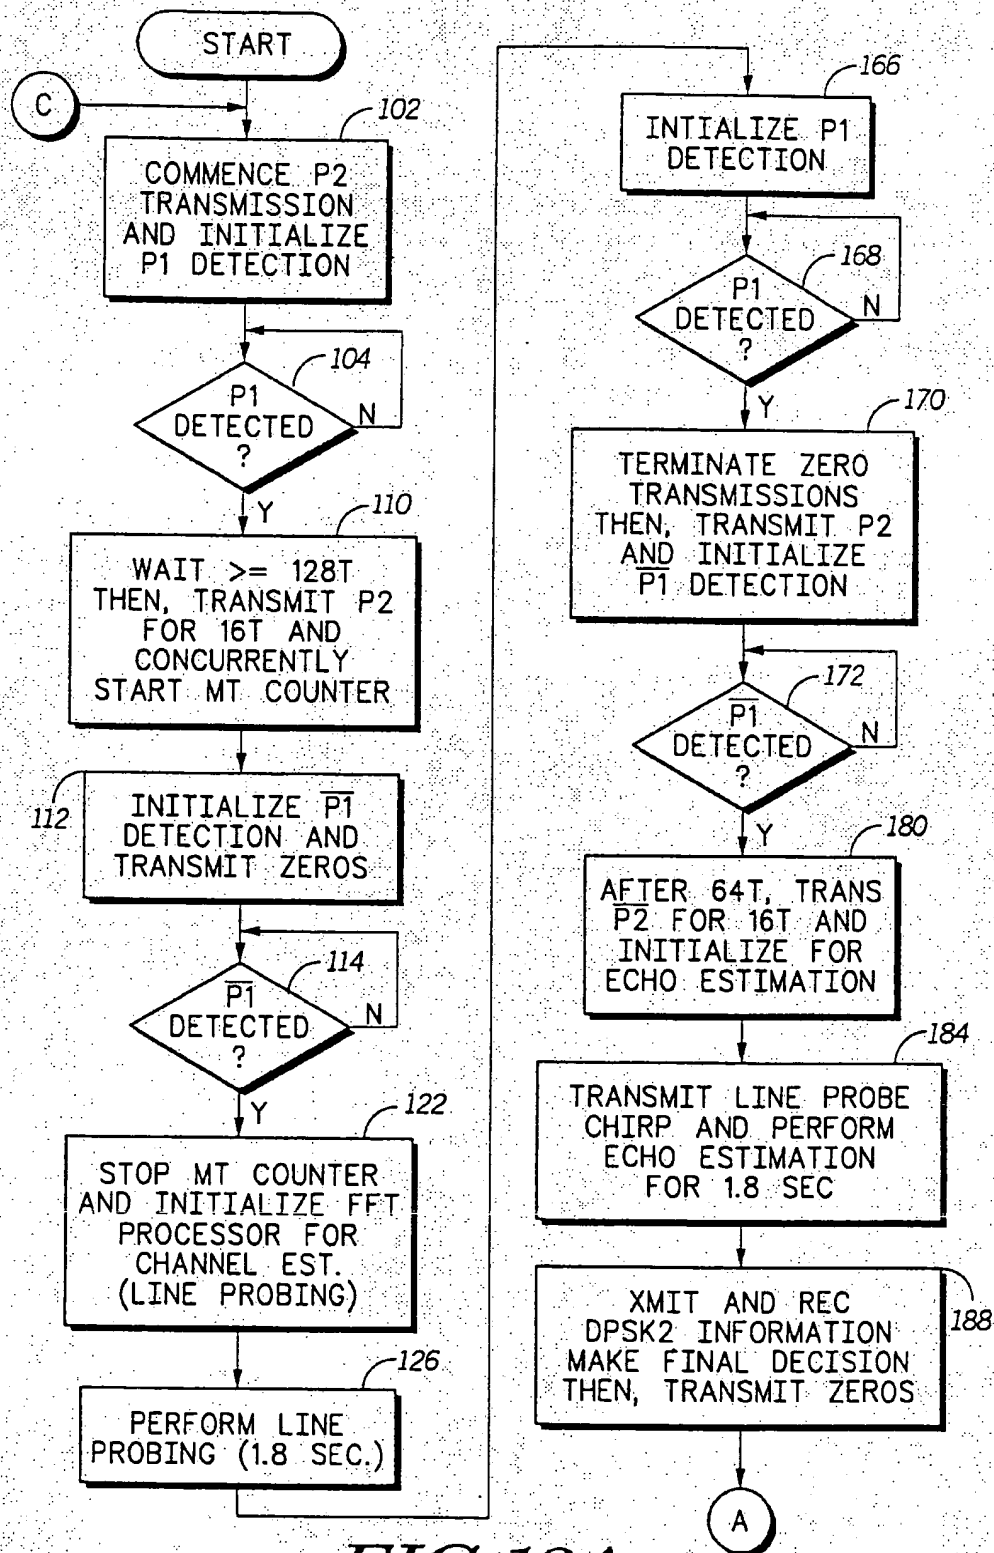 START
C
102
COMMENCE P2
TRANSMISSION
AND INITIALIZE
P1 DETECTION
104
P1
DETECTED
?
N
Y
110
WAIT >= 128T
THEN, TRANSMIT P2
FOR 16T AND
CONCURRENTLY
START MT COUNTER
112
INITIALIZE P̅1̅
DETECTION AND
TRANSMIT ZEROS
114
P̅1̅
DETECTED
?
N
Y
122
STOP MT COUNTER
AND INITIALIZE FFT
PROCESSOR FOR
CHANNEL EST.
(LINE PROBING)
126
PERFORM LINE
PROBING (1.8 SEC.)
166
INTIALIZE P1
DETECTION
168
P1
DETECTED
?
N
Y
170
TERMINATE ZERO
TRANSMISSIONS
THEN, TRANSMIT P2
AND INITIALIZE
P̅1̅ DETECTION
172
P̅1̅
DETECTED
?
N
Y
180
AFTER 64T, TRANS
P̅2̅ FOR 16T AND
INITIALIZE FOR
ECHO ESTIMATION
184
TRANSMIT LINE PROBE
CHIRP AND PERFORM
ECHO ESTIMATION
FOR 1.8 SEC
188
XMIT AND REC
DPSK2 INFORMATION
MAKE FINAL DECISION
THEN, TRANSMIT ZEROS
A